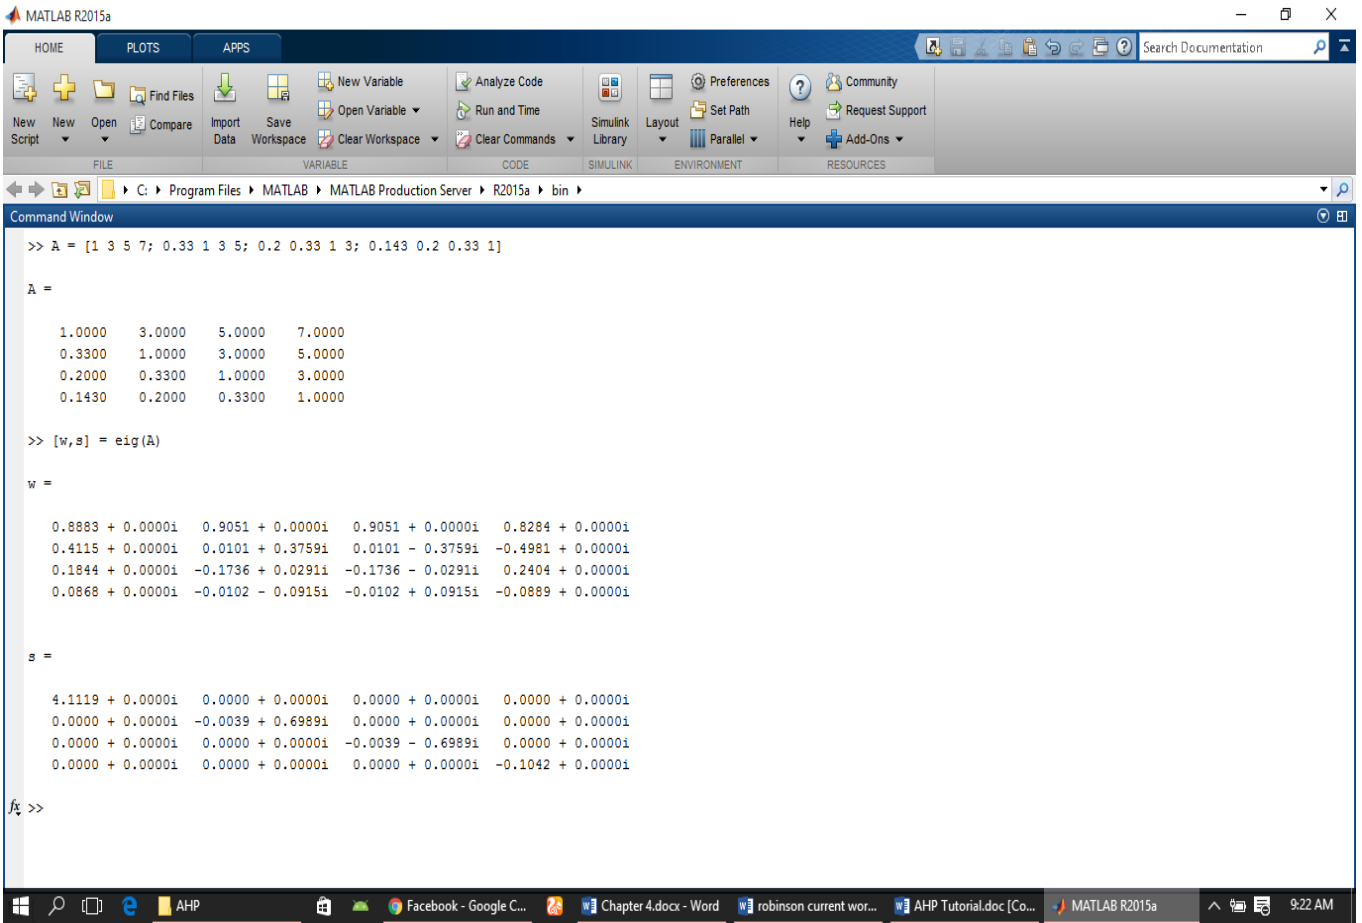 MATLAB R2015a
HOME PLOTS APPS
Search Documentation
New Script
New
Open
Find Files
Compare
Import Data
Save Workspace
New Variable
Open Variable
Clear Workspace
Analyze Code
Run and Time
Clear Commands
Simulink Library
Layout
Preferences
Set Path
Parallel
Help
Community
Request Support
Add-Ons
FILE VARIABLE CODE SIMULINK ENVIRONMENT RESOURCES
C: Program Files MATLAB MATLAB Production Server R2015a bin
Command Window
>> A = [1 3 5 7; 0.33 1 3 5; 0.2 0.33 1 3; 0.143 0.2 0.33 1]
A =
1.0000 3.0000 5.0000 7.0000
0.3300 1.0000 3.0000 5.0000
0.2000 0.3300 1.0000 3.0000
0.1430 0.2000 0.3300 1.0000
>> [w,s] = eig(A)
w =
0.8883 + 0.0000i 0.9051 + 0.0000i 0.9051 + 0.0000i 0.8284 + 0.0000i
0.4115 + 0.0000i 0.0101 + 0.3759i 0.0101 - 0.3759i -0.4981 + 0.0000i
0.1844 + 0.0000i -0.1736 + 0.0291i -0.1736 - 0.0291i 0.2404 + 0.0000i
0.0868 + 0.0000i -0.0102 - 0.0915i -0.0102 + 0.0915i -0.0889 + 0.0000i
s =
4.1119 + 0.0000i 0.0000 + 0.0000i 0.0000 + 0.0000i 0.0000 + 0.0000i
0.0000 + 0.0000i -0.0039 + 0.6989i 0.0000 + 0.0000i 0.0000 + 0.0000i
0.0000 + 0.0000i 0.0000 + 0.0000i -0.0039 - 0.6989i 0.0000 + 0.0000i
0.0000 + 0.0000i 0.0000 + 0.0000i 0.0000 + 0.0000i -0.1042 + 0.0000i
fx >>
AHP Facebook - Google C... Chapter 4.docx - Word robinson current wor... AHP Tutorial.doc [Co... MATLAB R2015a 9:22 AM